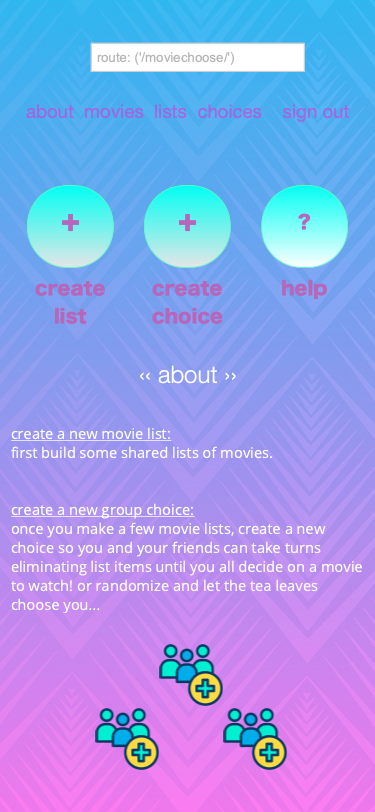 route: ('/moviechoose/')
about movies lists choices sign out
+ + ?
create create help
list choice
‹‹ about ››
create a new movie list:
first build some shared lists of movies.
create a new group choice:
once you make a few movie lists, create a new
choice so you and your friends can take turns
eliminating list items until you all decide on a movie
to watch! or randomize and let the tea leaves
choose you...